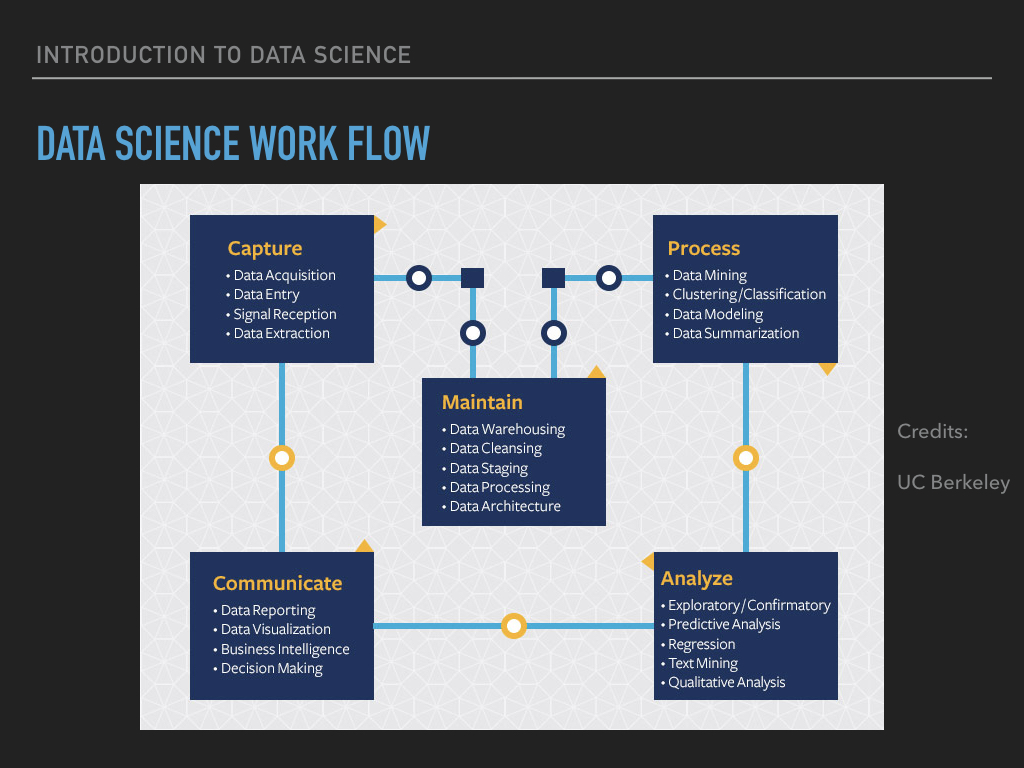 INTRODUCTION TO DATA SCIENCE
DATA SCIENCE WORK FLOW
Capture
• Data Acquisition
• Data Entry
• Signal Reception
• Data Extraction
Process
• Data Mining
• Clustering/Classification
• Data Modeling
• Data Summarization
Maintain
• Data Warehousing
• Data Cleansing
• Data Staging
• Data Processing
• Data Architecture
Communicate
• Data Reporting
• Data Visualization
• Business Intelligence
• Decision Making
Analyze
• Exploratory/Confirmatory
• Predictive Analysis
• Regression
• Text Mining
• Qualitative Analysis
Credits:
UC Berkeley